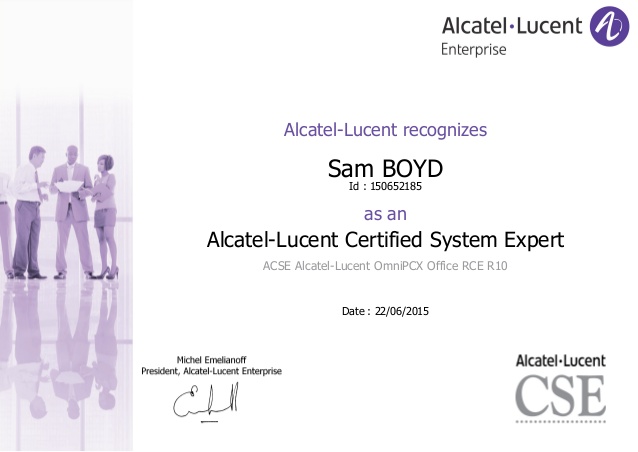 Alcatel·Lucent
Enterprise
Alcatel-Lucent recognizes
Sam BOYD
Id : 150652185
as an
Alcatel-Lucent Certified System Expert
ACSE Alcatel-Lucent OmniPCX Office RCE R10
Date : 22/06/2015
Michel Emelianoff
President, Alcatel-Lucent Enterprise
Alcatel·Lucent
CSE